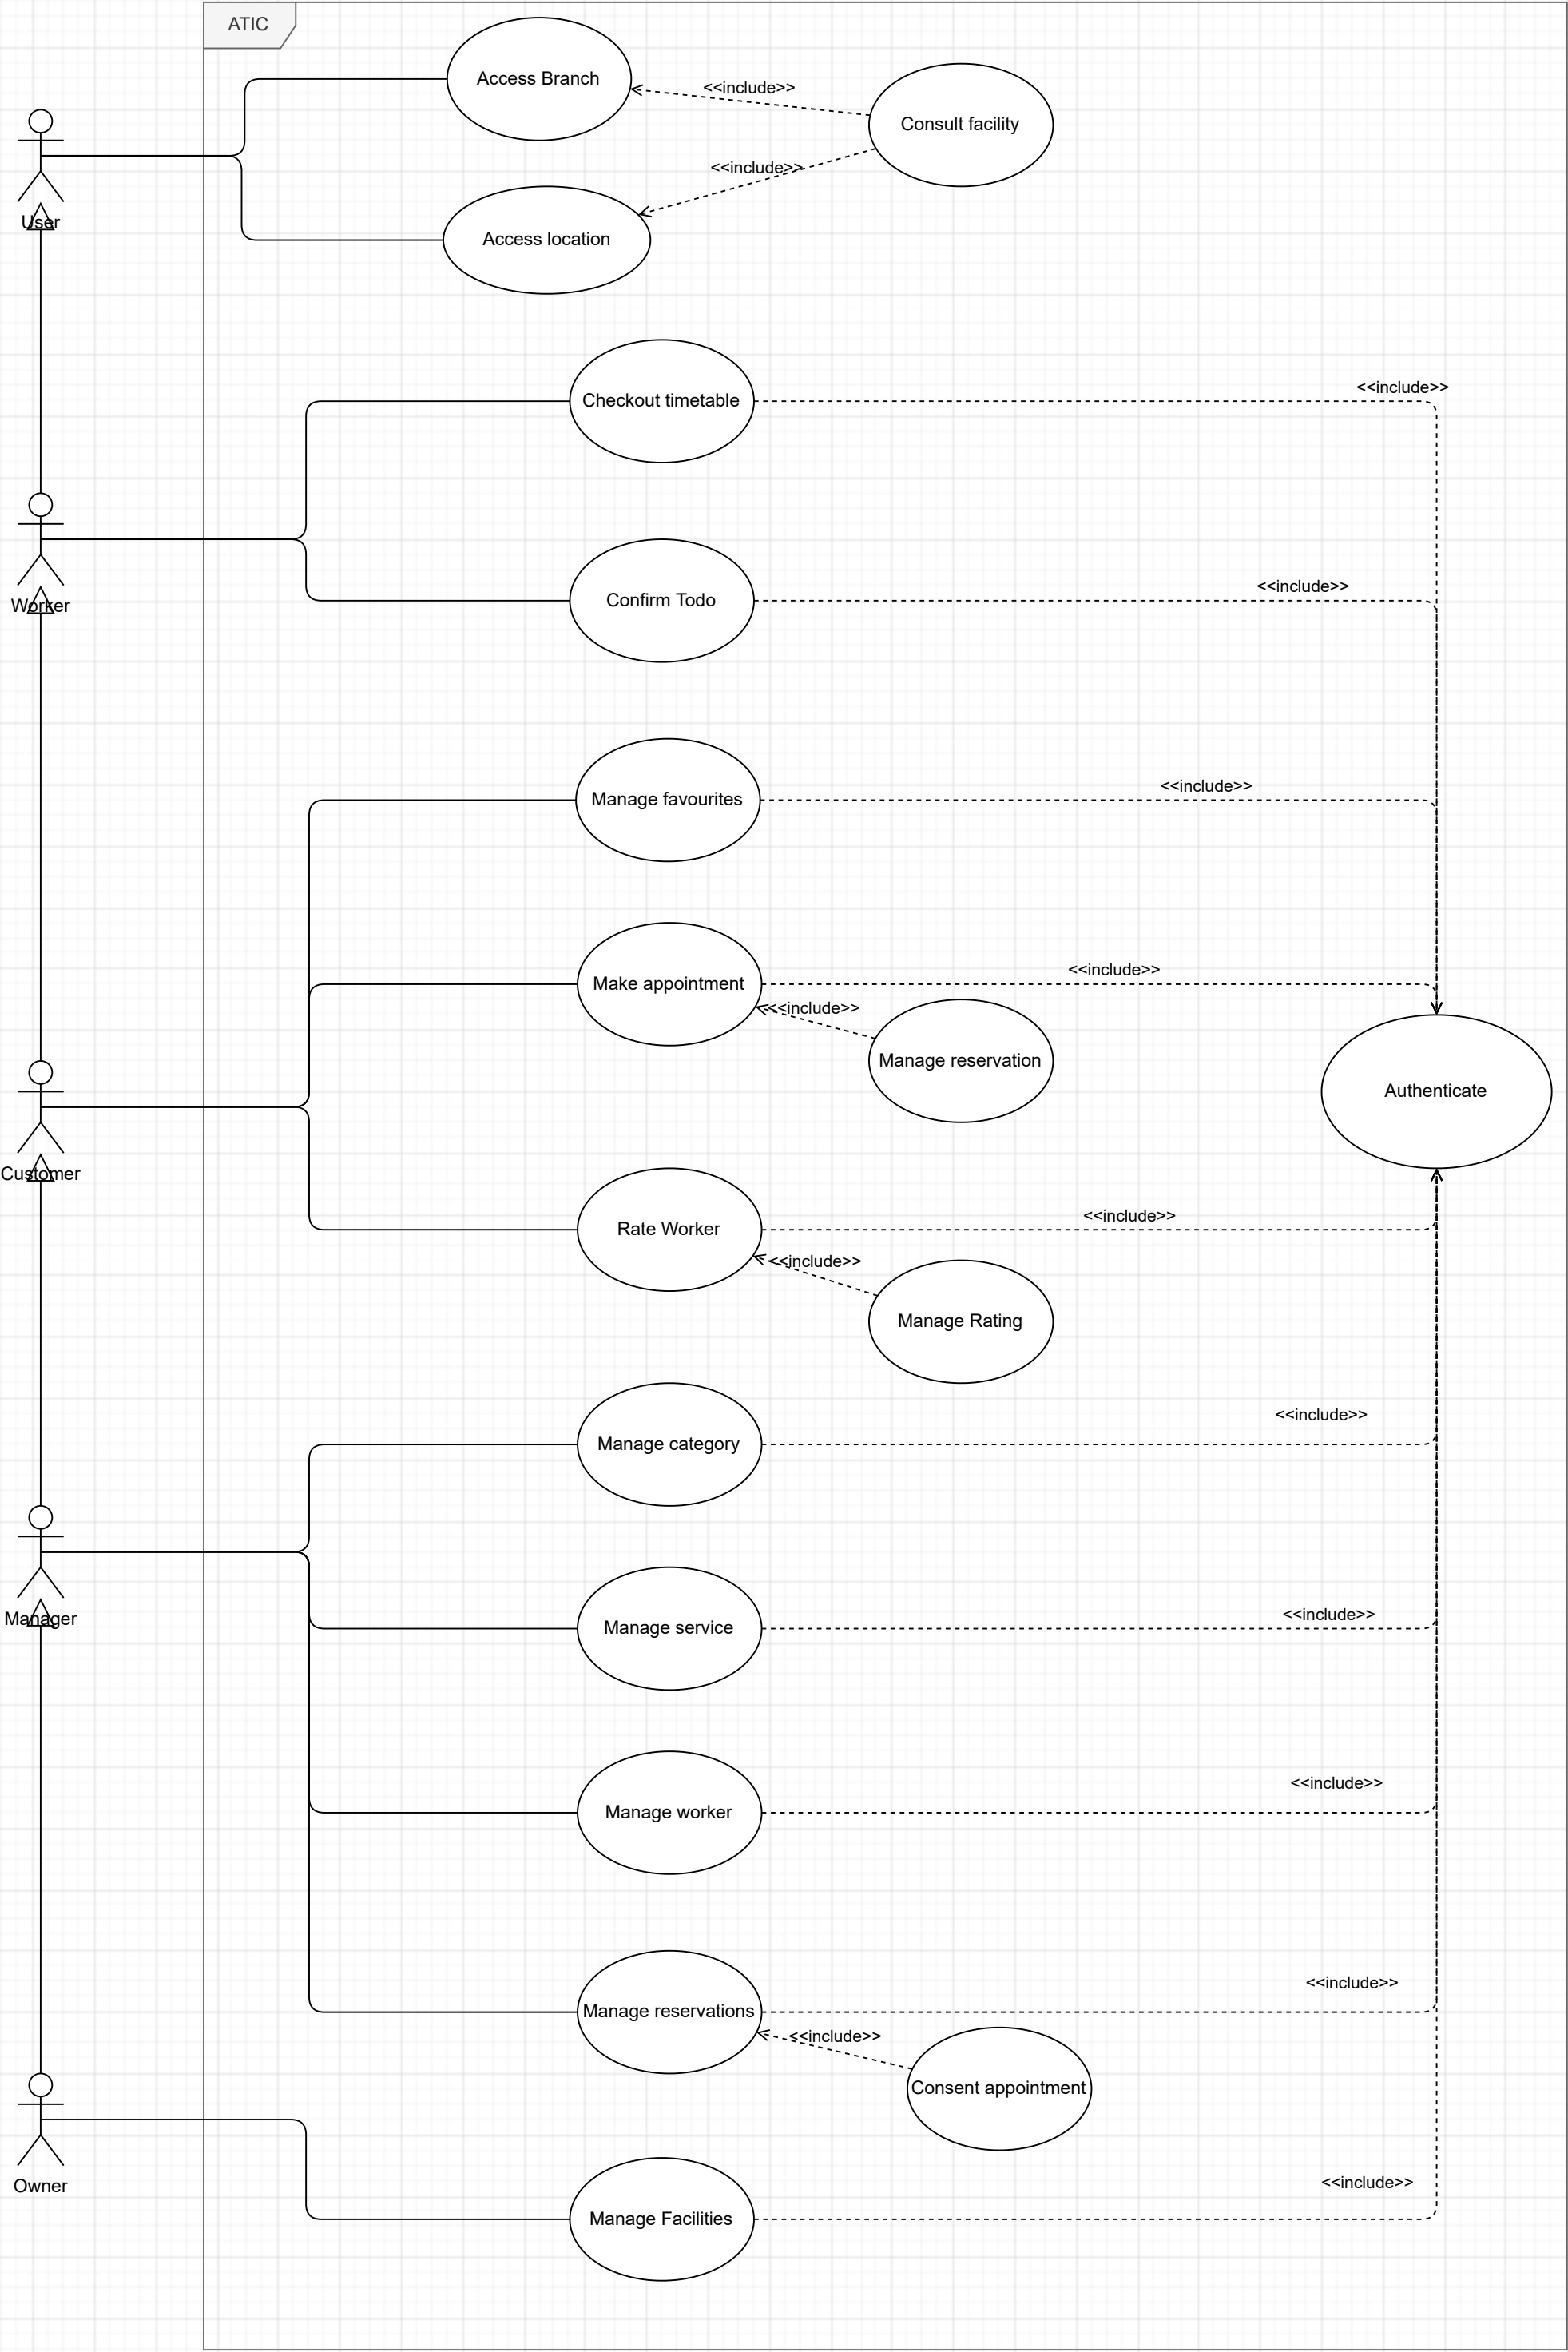 ATIC
Access Branch
<<include>>
Consult facility
<<include>>
User
Access location
<<include>>
Checkout timetable
<<include>>
Worker
Confirm Todo
<<include>>
Manage favourites
<<include>>
Make appointment
<<include>>
Manage reservation
Authenticate
Customer
<<include>>
Rate Worker
<<include>>
Manage Rating
<<include>>
Manage category
<<include>>
Manager
Manage service
<<include>>
Manage worker
<<include>>
Manage reservations
<<include>>
Consent appointment
<<include>>
Owner
Manage Facilities